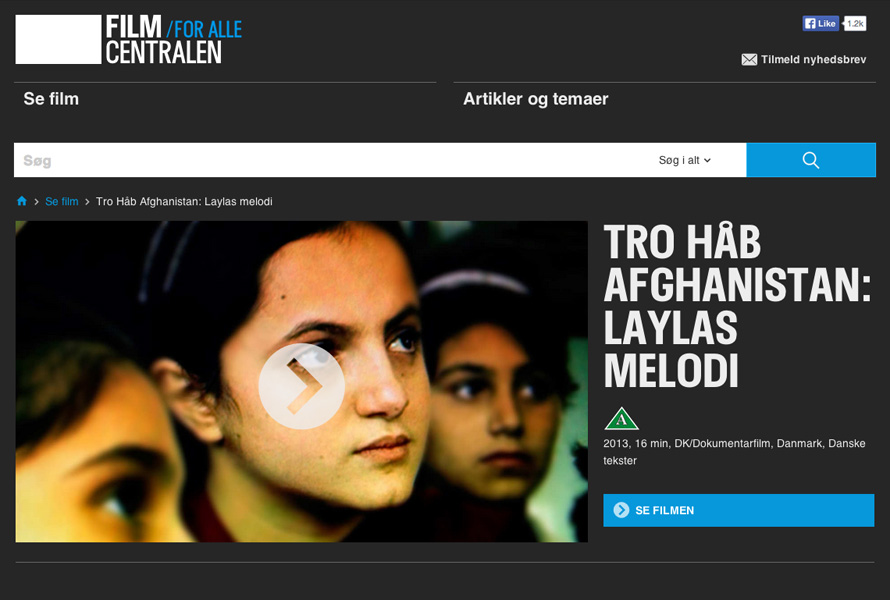 FILM /FOR ALLE
CENTRALEN
Like 1.2k
Tilmeld nyhedsbrev
Se film
Artikler og temaer
Søg
Søg i alt
Se film
Tro Håb Afghanistan: Laylas melodi
TRO HÅB
AFGHANISTAN:
LAYLAS
MELODI
A
2013, 16 min, DK/Dokumentarfilm, Danmark, Danske
tekster
SE FILMEN